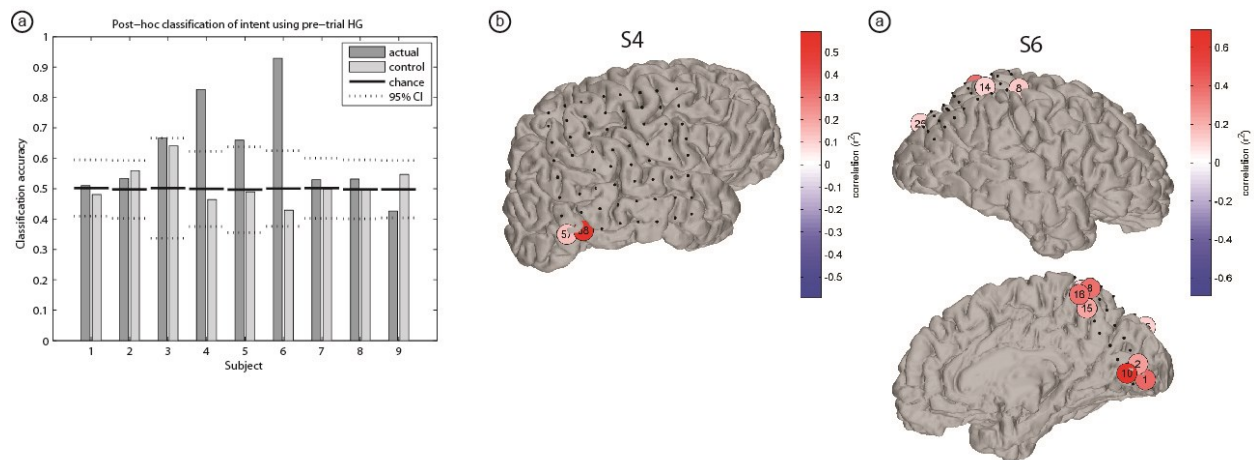 a
Post-hoc classification of intent using pre-trial HG
Classification accuracy
1
0.9
0.8
0.7
0.6
0.5
0.4
0.3
0.2
0.1
0
actual
control
chance
95% CI
1 2 3 4 5 6 7 8 9
Subject
b
S4
57
0.5
0.4
0.3
0.2
0.1
0
-0.1
-0.2
-0.3
-0.4
-0.5
correlation (r²)
a
S6
14
8
25
16
8
15
2
10
1
0.6
0.4
0.2
0
-0.2
-0.4
-0.6
correlation (r²)